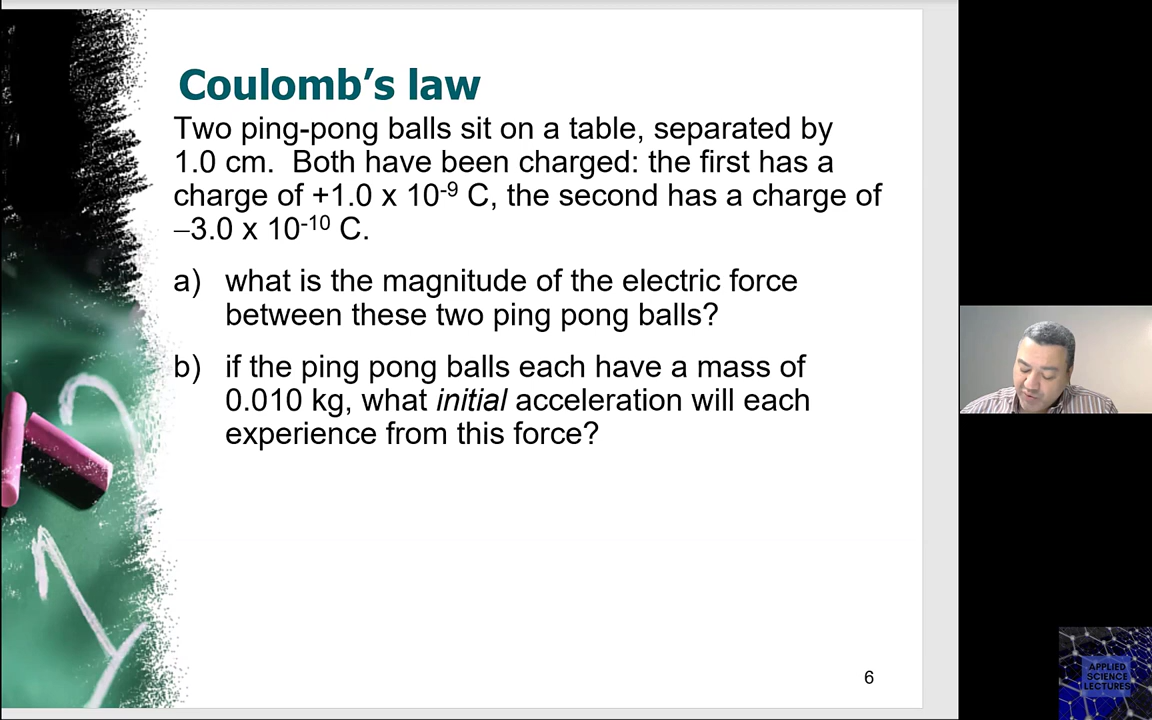 Coulomb’s law
Two ping-pong balls sit on a table, separated by
1.0 cm.  Both have been charged: the first has a
charge of +1.0 x 10⁻⁹ C, the second has a charge of
−3.0 x 10⁻¹⁰ C.
a) what is the magnitude of the electric force
between these two ping pong balls?
b) if the ping pong balls each have a mass of
0.010 kg, what initial acceleration will each
experience from this force?
6
APPLIED
SCIENCE
LECTURES